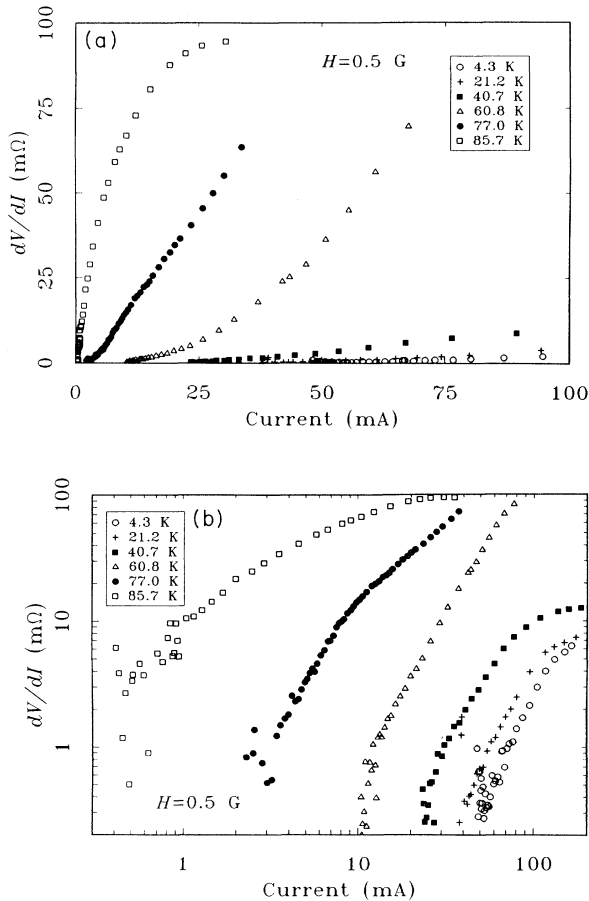 100
75
50
25
0
dV/dI (mΩ)
(a)
H=0.5 G
○ 4.3 K
+ 21.2 K
■ 40.7 K
△ 60.8 K
● 77.0 K
□ 85.7 K
0 25 50 75 100
Current (mA)
100
10
1
dV/dI (mΩ)
○ 4.3 K
+ 21.2 K
■ 40.7 K
△ 60.8 K
● 77.0 K
□ 85.7 K
(b)
H=0.5 G
1 10 100
Current (mA)